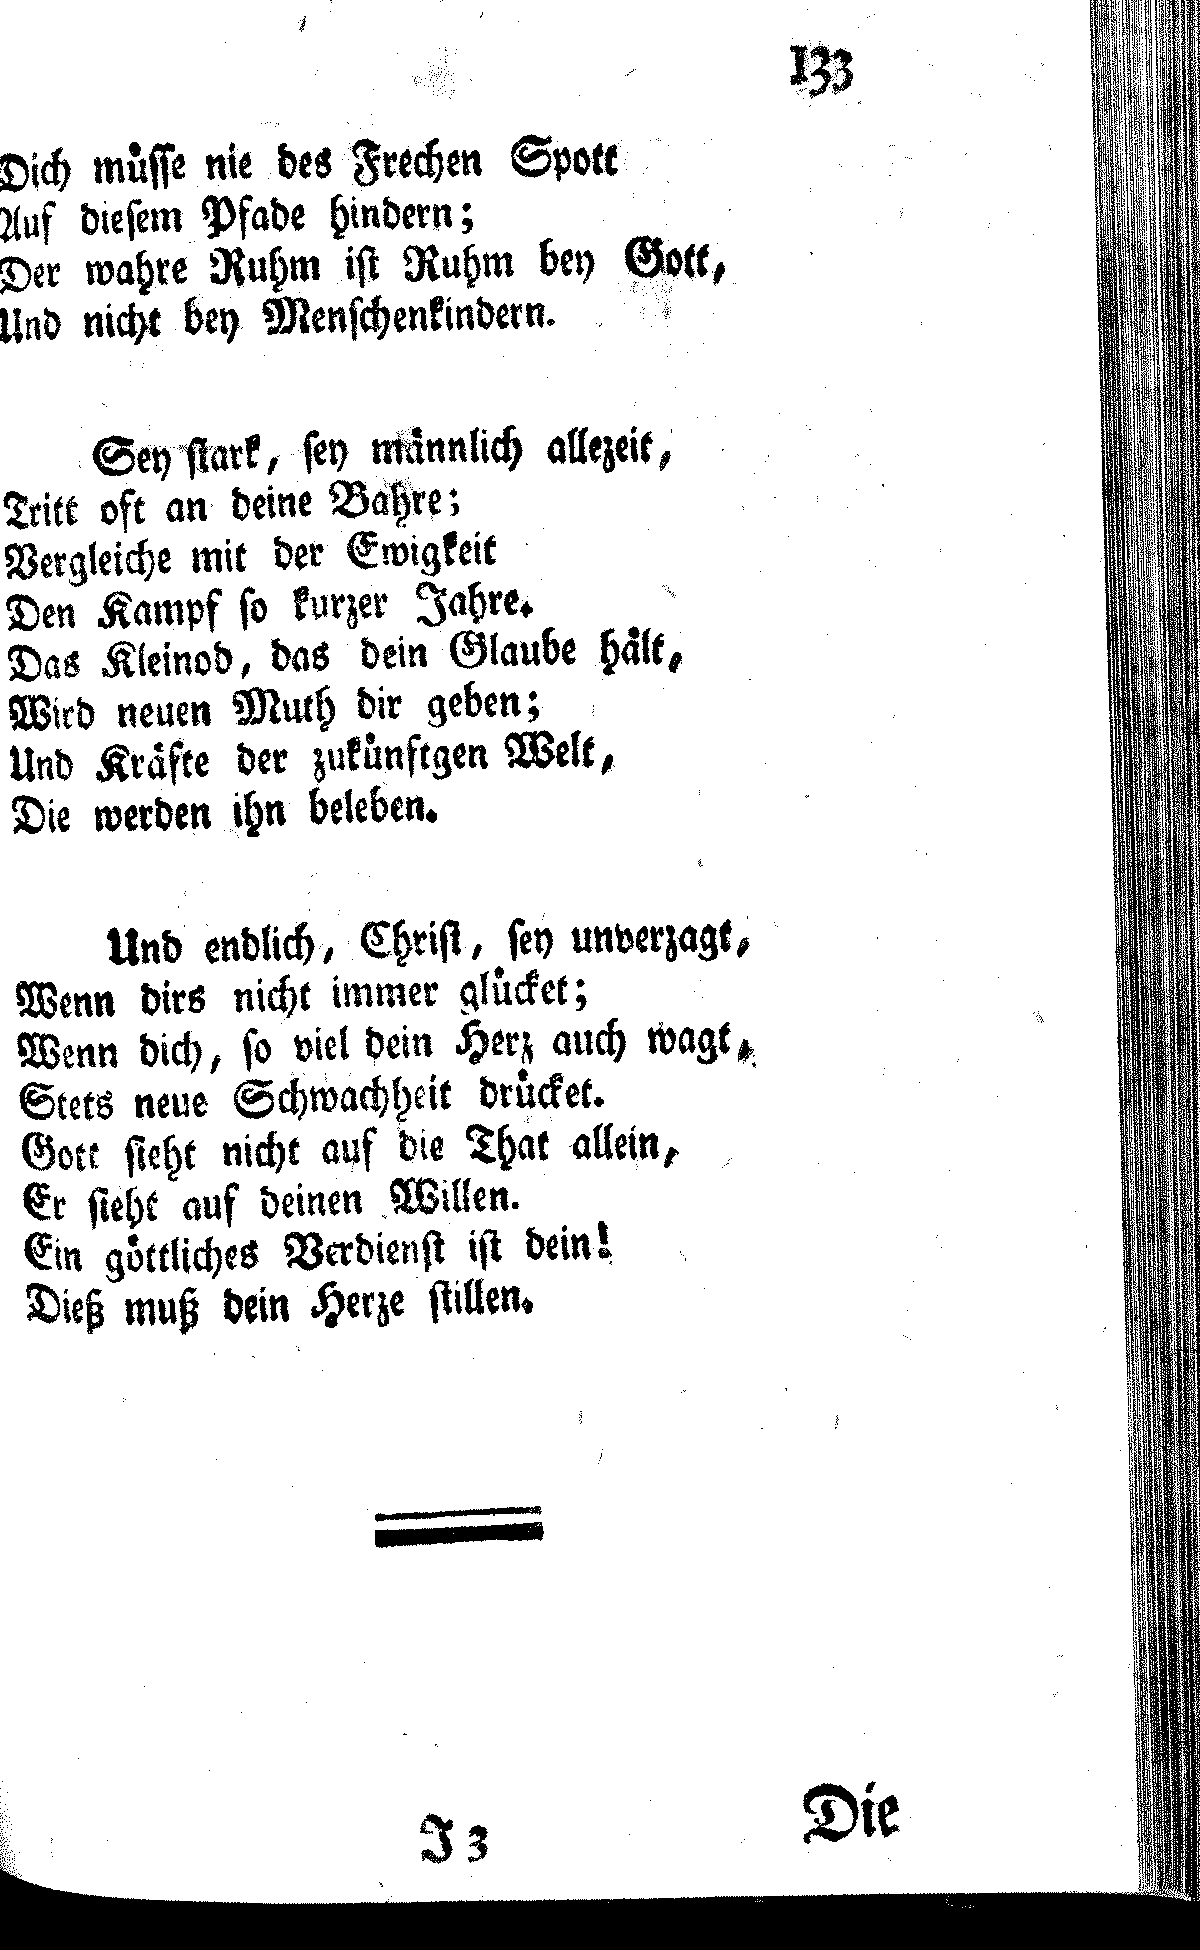 133
Dich müsse nie des Frechen Spott
Auf diesem Pfade hindern;
Der wahre Ruhm ist Ruhm bey Gott,
Und nicht bey Menschenkindern.
Sey stark, sey männlich allezeit,
Tritt oft an deine Bahre;
Vergleiche mit der Ewigkeit
Den Kampf so kurzer Jahre.
Das Kleinod, das dein Glaube hält,
Wird neuen Muth dir geben;
Und Kräfte der zukünftgen Welt,
Die werden ihn beleben.
Und endlich, Christ, sey unverzagt,
Wenn dirs nicht immer glücket;
Wenn dich, so viel dein Herz auch wagt,
Stets neue Schwachheit drücket.
Gott sieht nicht auf die That allein,
Er sieht auf deinen Willen.
Ein göttliches Verdienst ist dein!
Dieß muß dein Herze stillen.
J 3
Die